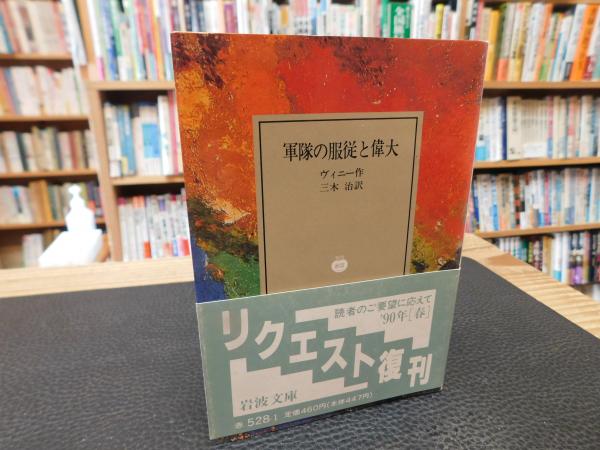 軍隊の服従と偉大
ヴィニー作
三木 治訳
読者のご要望に応えて
'90年[春]
リクエスト復刊
岩波文庫
赤 528-1 定価460円(本体447円)